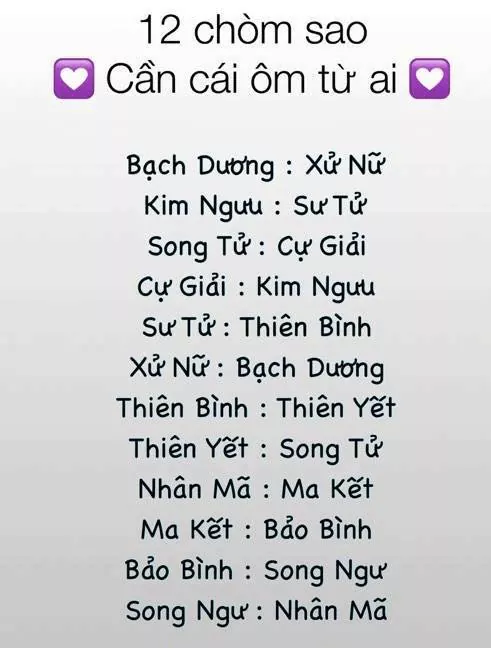 12 chòm sao
💟 Cần cái ôm từ ai 💟
Bạch Dương : Xử Nữ
Kim Ngưu : Sư Tử
Song Tử : Cự Giải
Cự Giải : Kim Ngưu
Sư Tử : Thiên Bình
Xử Nữ : Bạch Dương
Thiên Bình : Thiên Yết
Thiên Yết : Song Tử
Nhân Mã : Ma Kết
Ma Kết : Bảo Bình
Bảo Bình : Song Ngư
Song Ngư : Nhân Mã